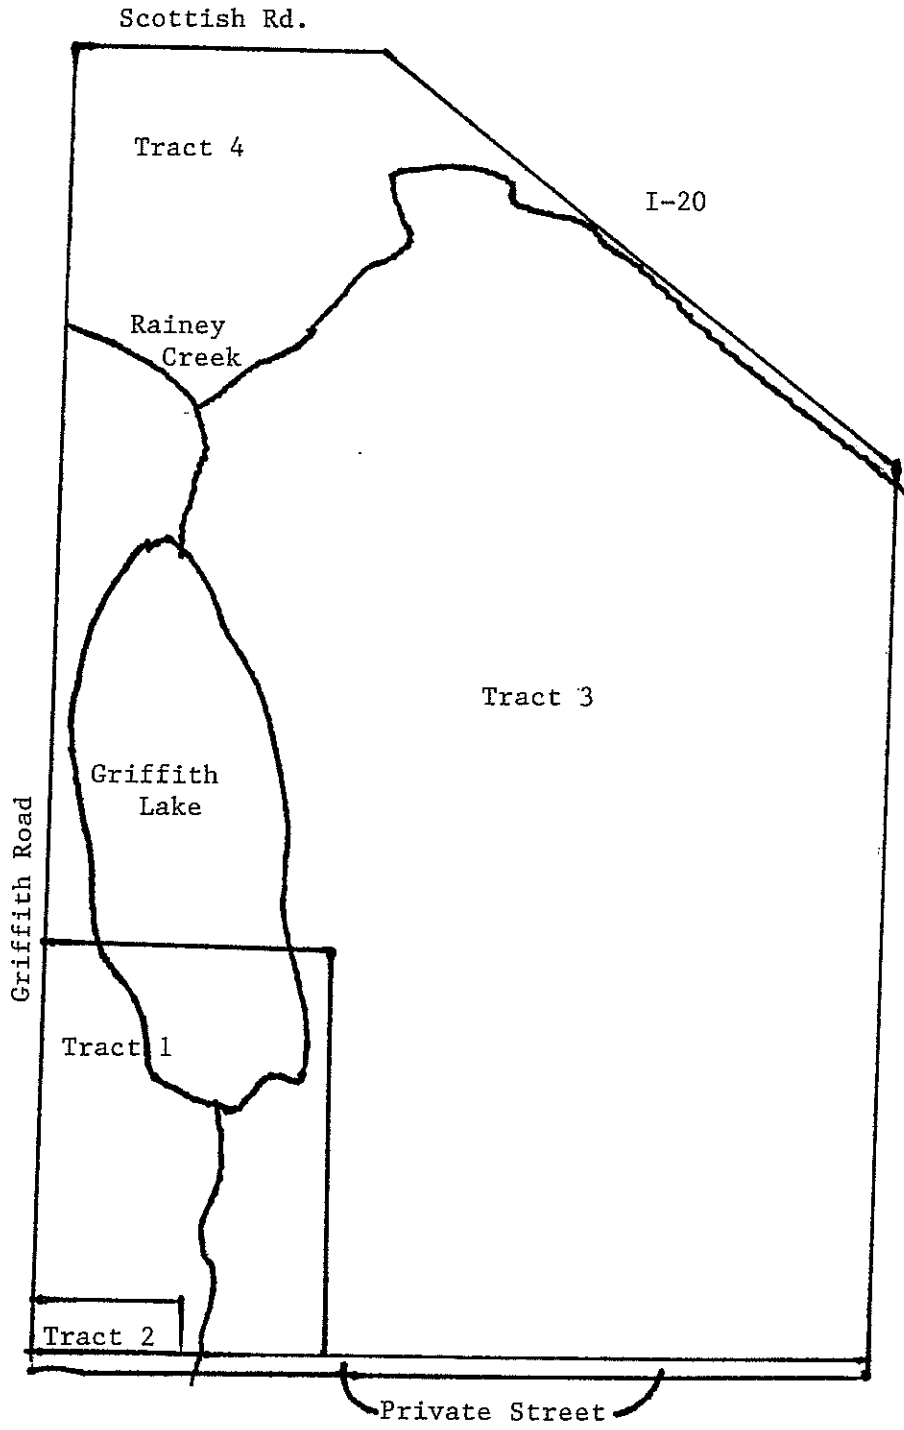 Scottish Rd.
Tract 4
I-20
Rainey
Creek
Tract 3
Griffith
Lake
Griffith Road
Tract 1
Tract 2
Private Street